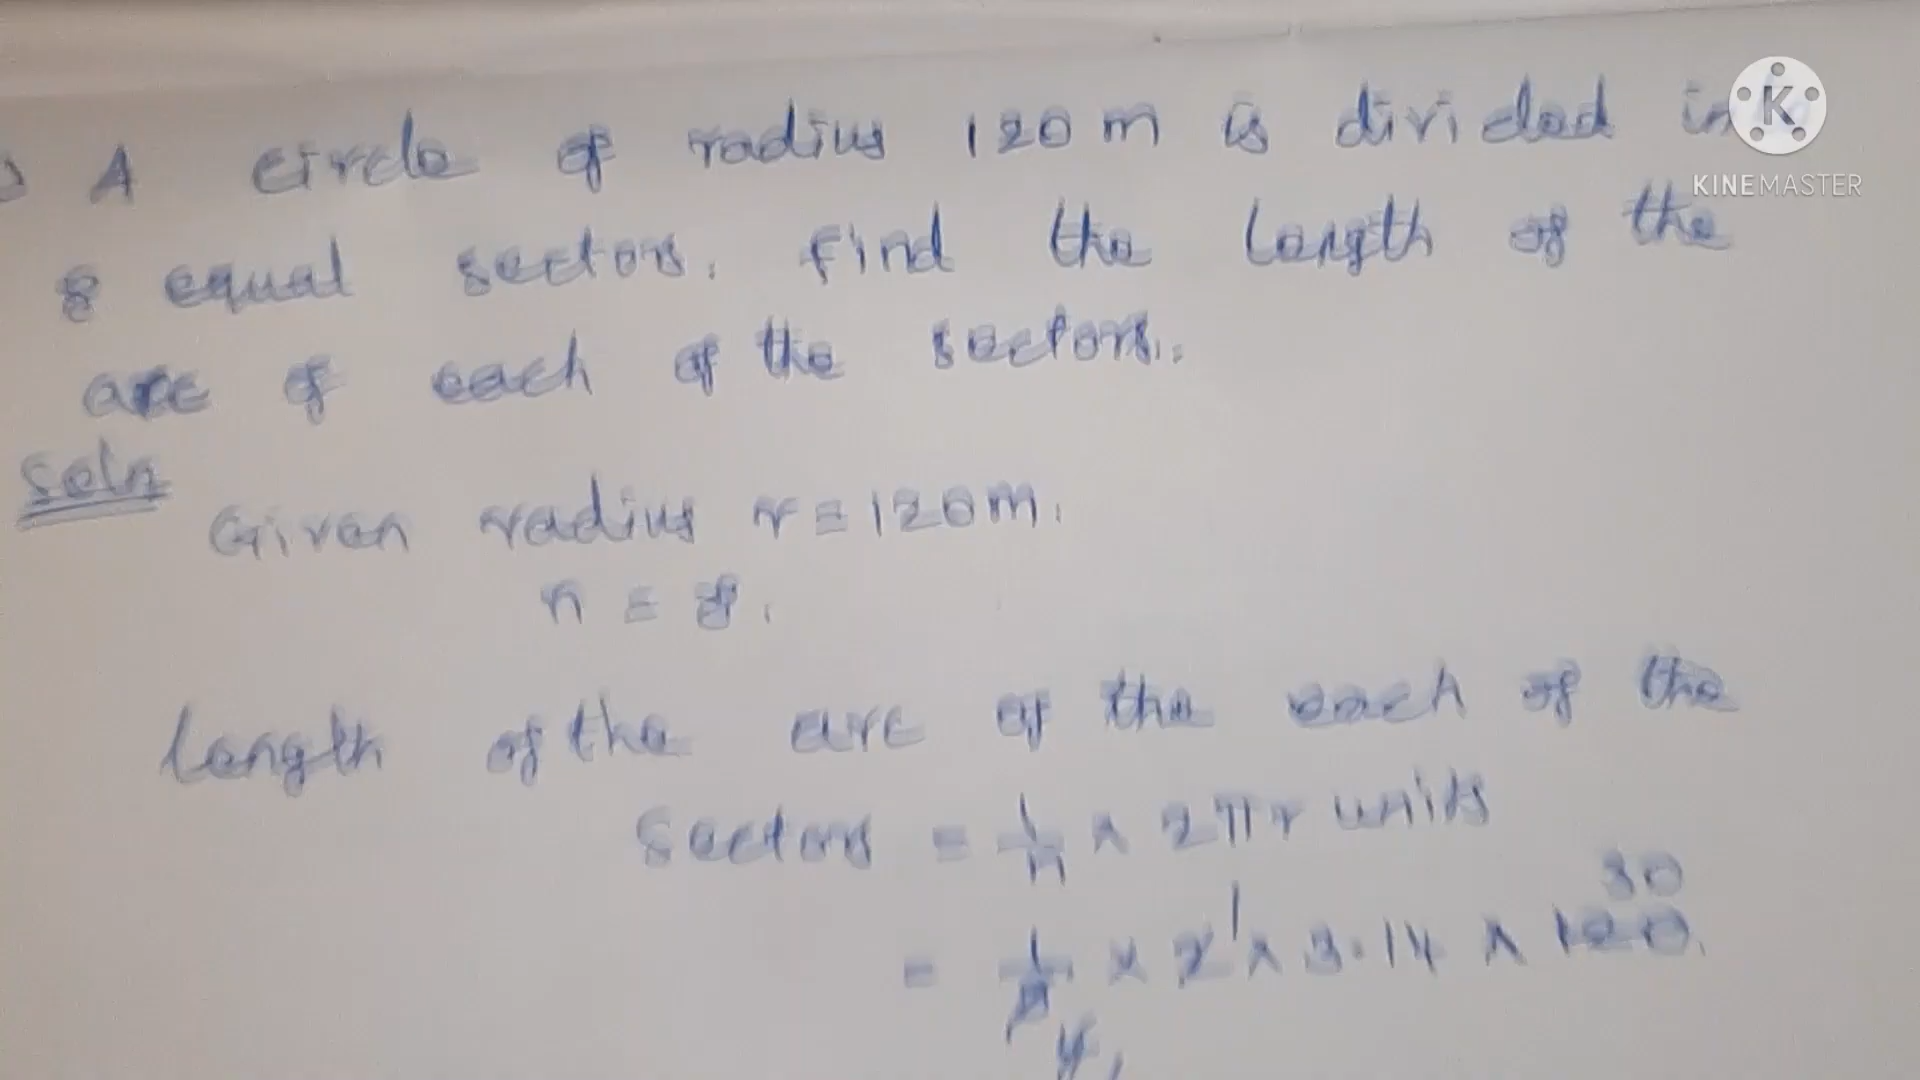 A circle of radius 120 m is divided in
8 equal sectors. Find the length of the
arc of each of the sectors.
Soln
Given radius r = 120m.
n = 8.
Length of the arc of the each of the
sectors = 1/n × 2πr units
30
= 1/8 × 2 1 × 3.14 × 120.
4
K
KINEMASTER